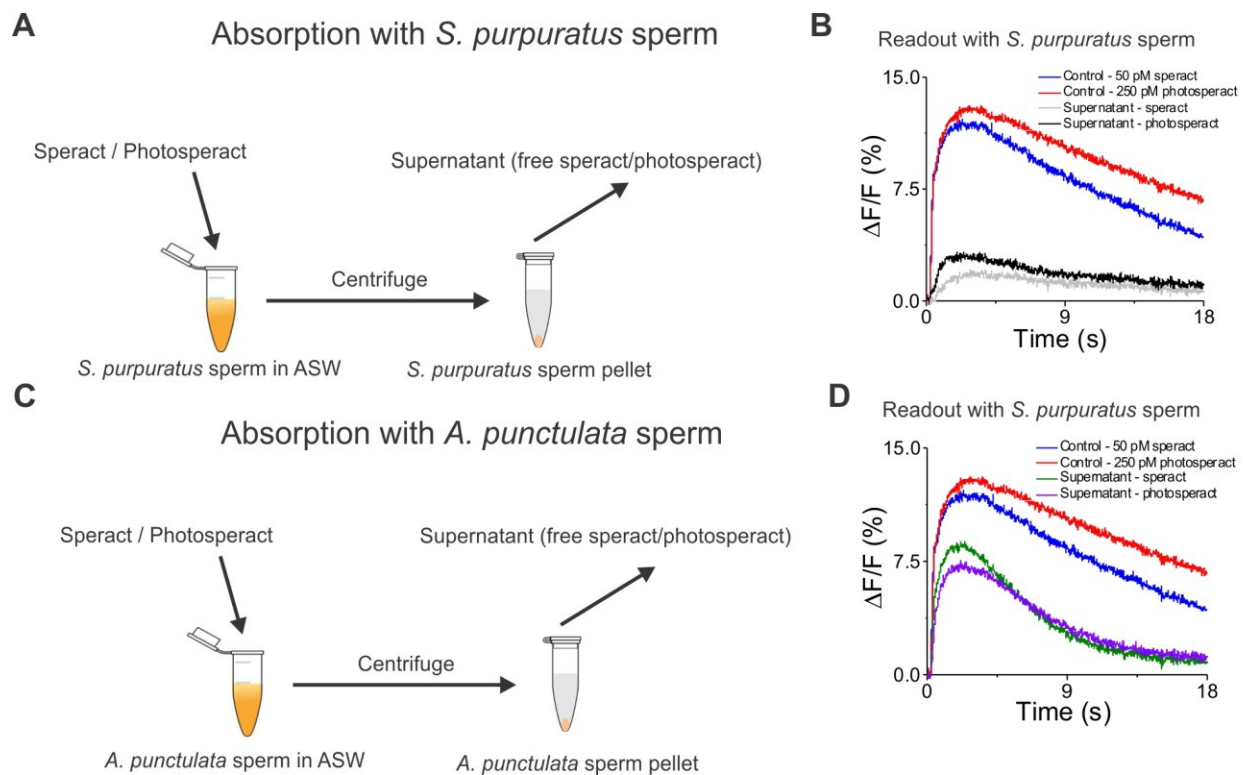 A
Absorption with S. purpuratus sperm
Speract / Photosperact
Supernatant (free speract/photosperact)
Centrifuge
S. purpuratus sperm in ASW
S. purpuratus sperm pellet
B
Readout with S. purpuratus sperm
15.0
7.5
0.0
ΔF/F (%)
Control - 50 pM speract
Control - 250 pM photosperact
Supernatant - speract
Supernatant - photosperact
0
9
18
Time (s)
C
Absorption with A. punctulata sperm
Speract / Photosperact
Supernatant (free speract/photosperact)
Centrifuge
A. punctulata sperm in ASW
A. punctulata sperm pellet
D
Readout with S. purpuratus sperm
15.0
7.5
0.0
ΔF/F (%)
Control - 50 pM speract
Control - 250 pM photosperact
Supernatant - speract
Supernatant - photosperact
0
9
18
Time (s)